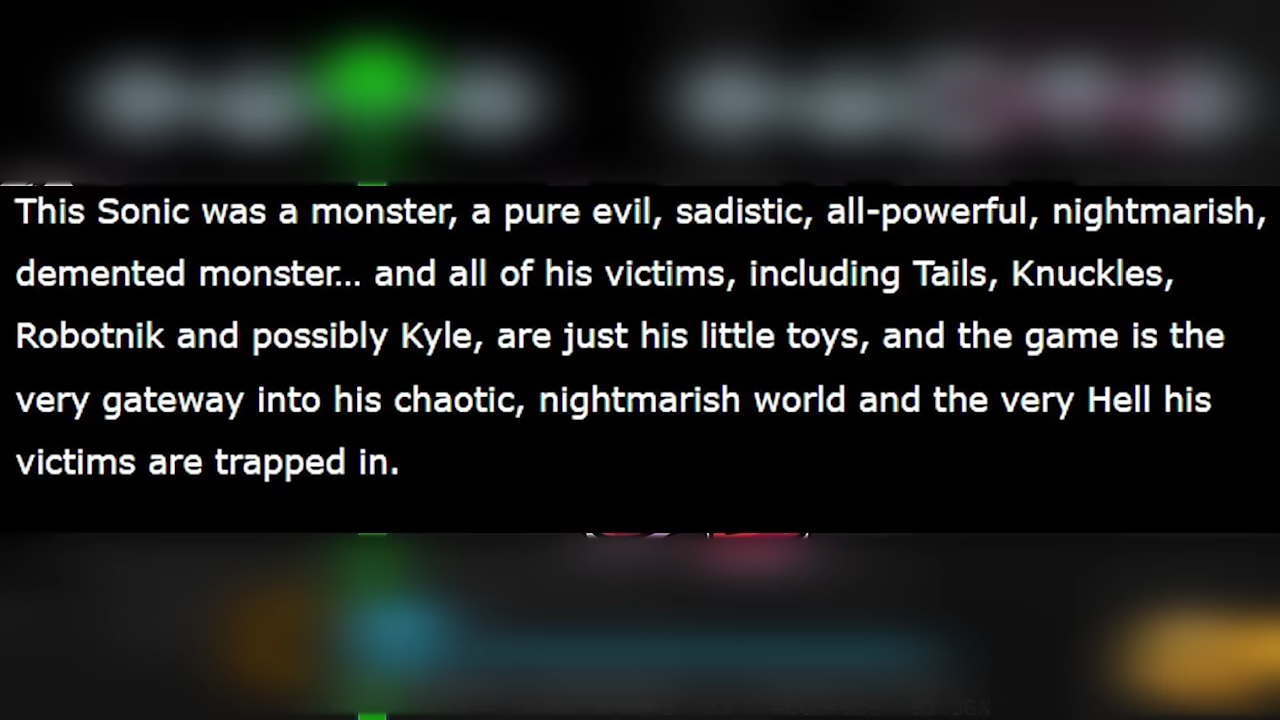 This Sonic was a monster, a pure evil, sadistic, all-powerful, nightmarish,
demented monster... and all of his victims, including Tails, Knuckles,
Robotnik and possibly Kyle, are just his little toys, and the game is the
very gateway into his chaotic, nightmarish world and the very Hell his
victims are trapped in.